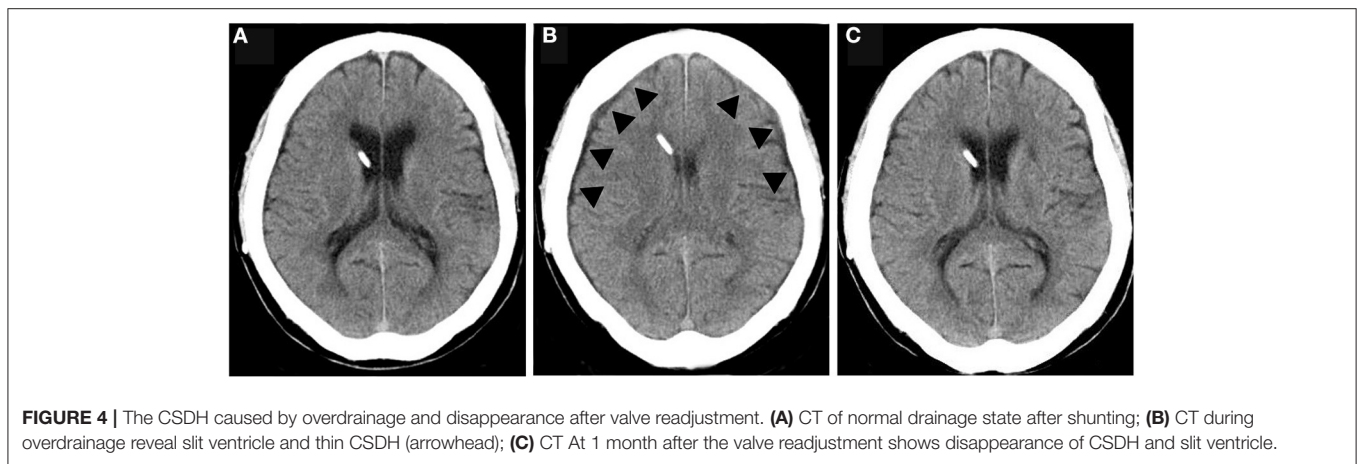 A
B
C
FIGURE 4 | The CSDH caused by overdrainage and disappearance after valve readjustment. (A) CT of normal drainage state after shunting; (B) CT during
overdrainage reveal slit ventricle and thin CSDH (arrowhead); (C) CT At 1 month after the valve readjustment shows disappearance of CSDH and slit ventricle.